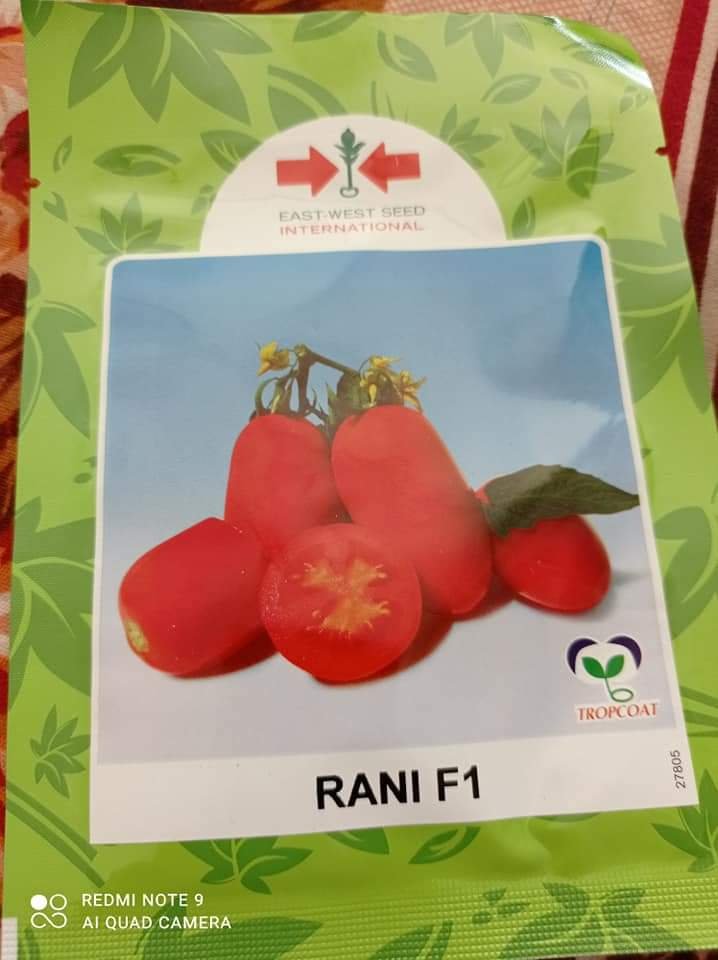 EAST-WEST SEED
INTERNATIONAL
TROPCOAT
27805
RANI F1
REDMI NOTE 9
AI QUAD CAMERA